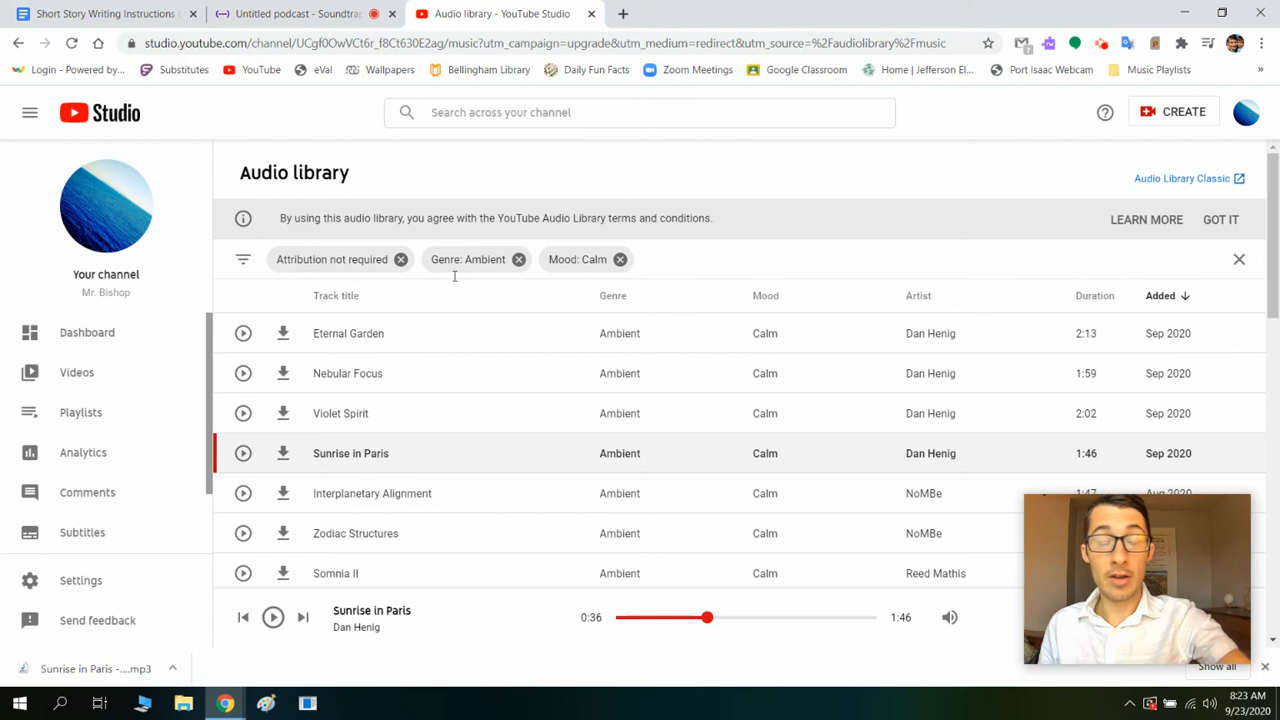 Short Story Writing Instructions
Untitled podcast - Soundtrap
Audio library - YouTube Studio
studio.youtube.com/channel/UCgf0OwVCt6r_f8Ct630E2ag/music?utm_campaign=upgrade&utm_medium=redirect&utm_source=%2Faudiolibrary%2Fmusic
Login - Powered by...
Substitutes
YouTube
eVal
Wallpapers
Bellingham Library
Daily Fun Facts
Zoom Meetings
Google Classroom
Home | Jefferson El...
Port Isaac Webcam
Music Playlists
Studio
Search across your channel
CREATE
Your channel
Mr. Bishop
Dashboard
Videos
Playlists
Analytics
Comments
Subtitles
Settings
Send feedback
Audio library
Audio Library Classic
By using this audio library, you agree with the YouTube Audio Library terms and conditions.
LEARN MORE GOT IT
Attribution not required
Genre: Ambient
Mood: Calm
Track title Genre Mood Artist Duration Added
Eternal Garden Ambient Calm Dan Henig 2:13 Sep 2020
Nebular Focus Ambient Calm Dan Henig 1:59 Sep 2020
Violet Spirit Ambient Calm Dan Henig 2:02 Sep 2020
Sunrise in Paris Ambient Calm Dan Henig 1:46 Sep 2020
Interplanetary Alignment Ambient Calm NoMBe 1:47 Aug 2020
Zodiac Structures Ambient Calm NoMBe
Somnia II Ambient Calm Reed Mathis
Sunrise in Paris
Dan Henig
0:36
1:46
Sunrise in Paris -....mp3
Show all
8:23 AM
9/23/2020